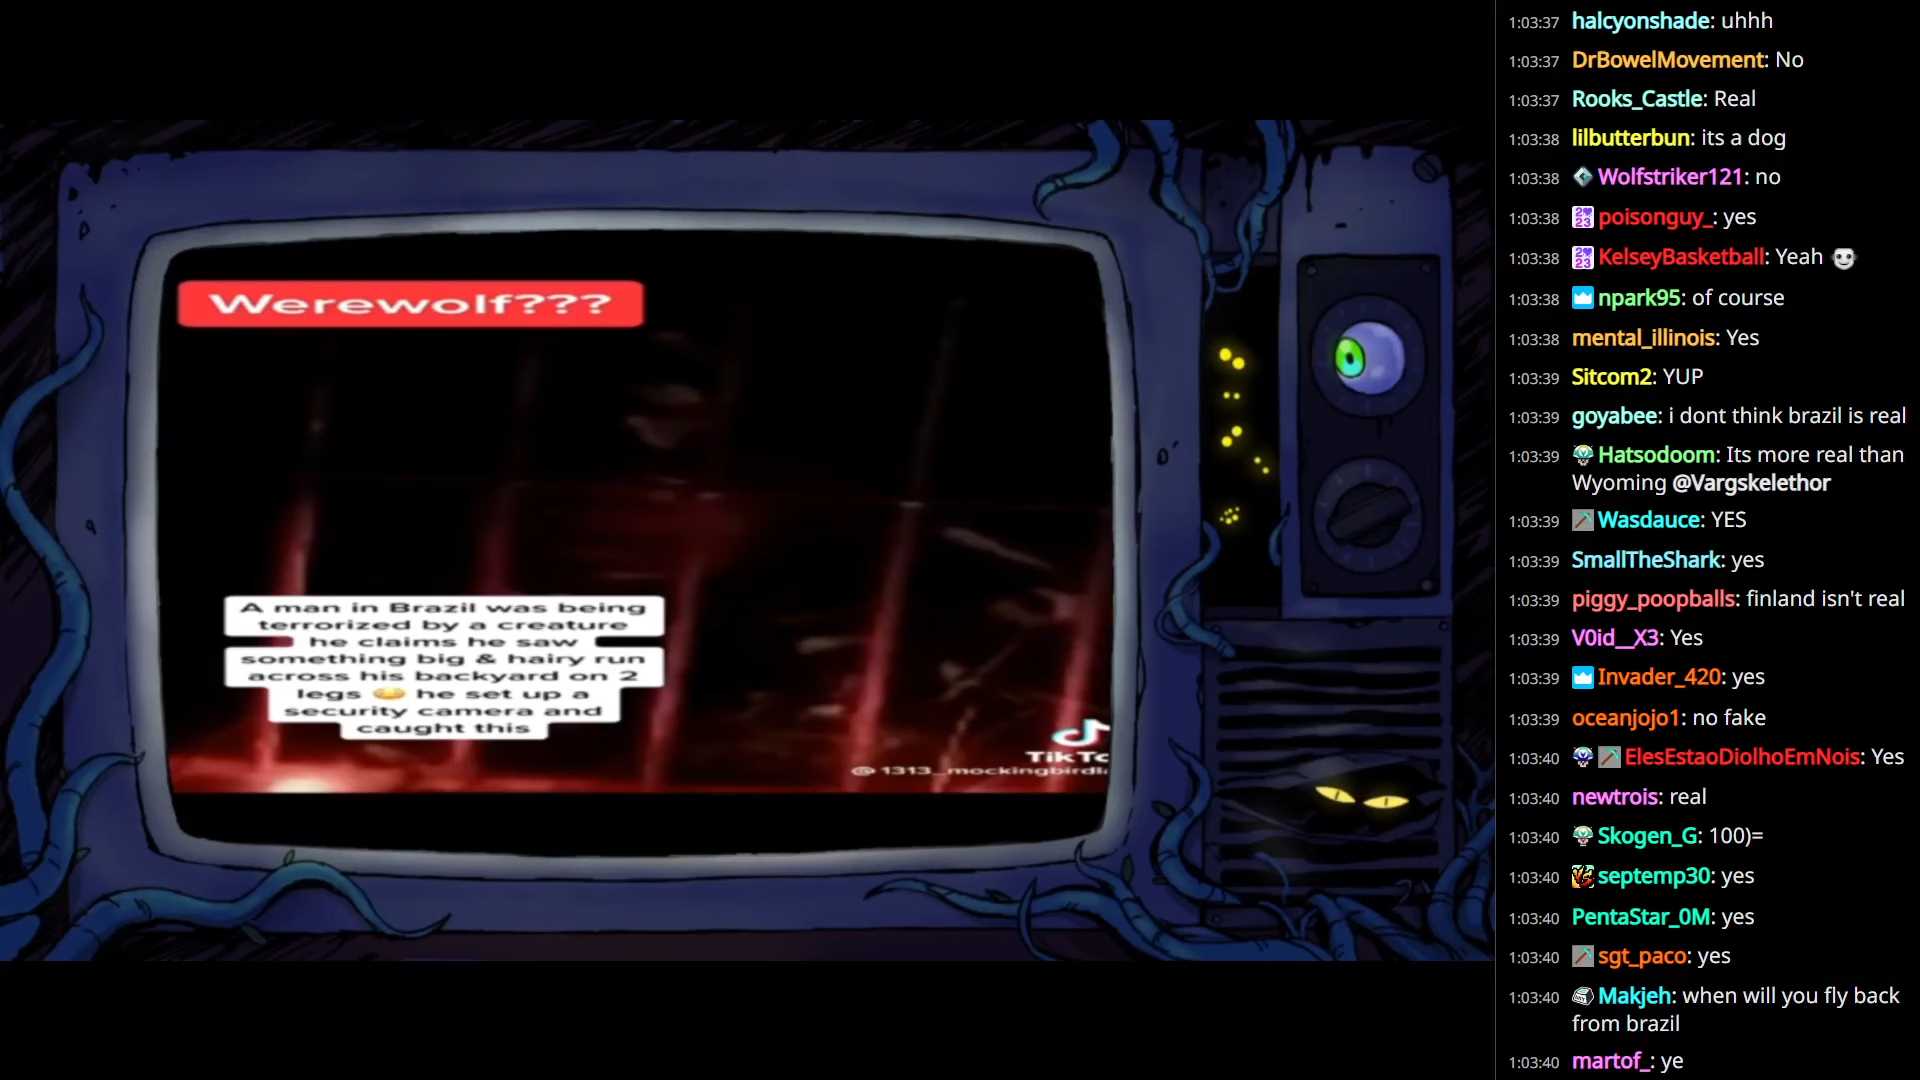 Werewolf???
A man in Brazil was being
terrorized by a creature
he claims he saw
something big & hairy run
across his backyard on 2
legs 😳 he set up a
security camera and
caught this
TikTo
@ 1313_mockingbirdl
1:03:37 halcyonshade: uhhh
1:03:37 DrBowelMovement: No
1:03:37 Rooks_Castle: Real
1:03:38 lilbutterbun: its a dog
1:03:38 Wolfstriker121: no
1:03:38 poisonguy_: yes
1:03:38 KelseyBasketball: Yeah
1:03:38 npark95: of course
1:03:38 mental_illinois: Yes
1:03:39 Sitcom2: YUP
1:03:39 goyabee: i dont think brazil is real
1:03:39 Hatsodoom: Its more real than
Wyoming @Vargskelethor
1:03:39 Wasdauce: YES
1:03:39 SmallTheShark: yes
1:03:39 piggy_poopballs: finland isn't real
1:03:39 V0id__X3: Yes
1:03:39 Invader_420: yes
1:03:39 oceanjojo1: no fake
1:03:40 ElesEstaoDiolhoEmNois: Yes
1:03:40 newtrois: real
1:03:40 Skogen_G: 100)=
1:03:40 septemp30: yes
1:03:40 PentaStar_0M: yes
1:03:40 sgt_paco: yes
1:03:40 Makjeh: when will you fly back
from brazil
1:03:40 martof_: ye